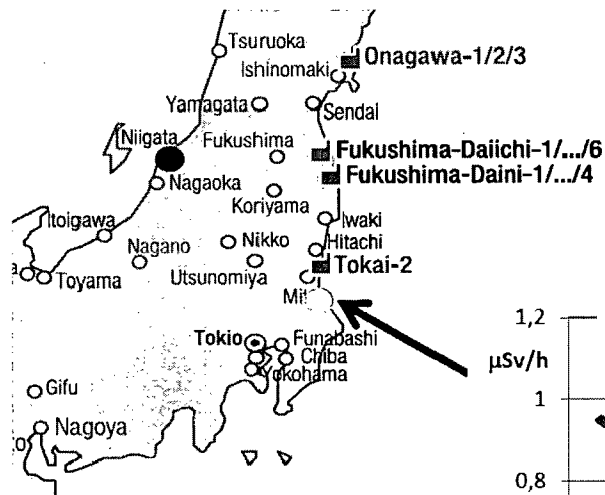 Tsuruoka
Onagawa-1/2/3
Ishinomaki
Yamagata
Sendal
Niigata
Fukushima
Fukushima-Daiichi-1/.../6
Fukushima-Daini-1/.../4
Nagaoka
Koriyama
Iwaki
Itoigawa
Hitachi
Nikko
Nagano
Tokai-2
Toyama
Utsunomiya
Mit
1,2
Tokio
Funabashi
µSv/h
Chiba
Yokohama
Gifu
1
Nagoya
0,8